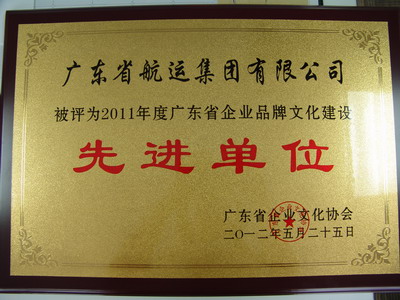 广东省航运集团有限公司
被评为2011年度广东省企业品牌文化建设
先进单位
广东省企业文化协会
二〇一二年五月二十五日